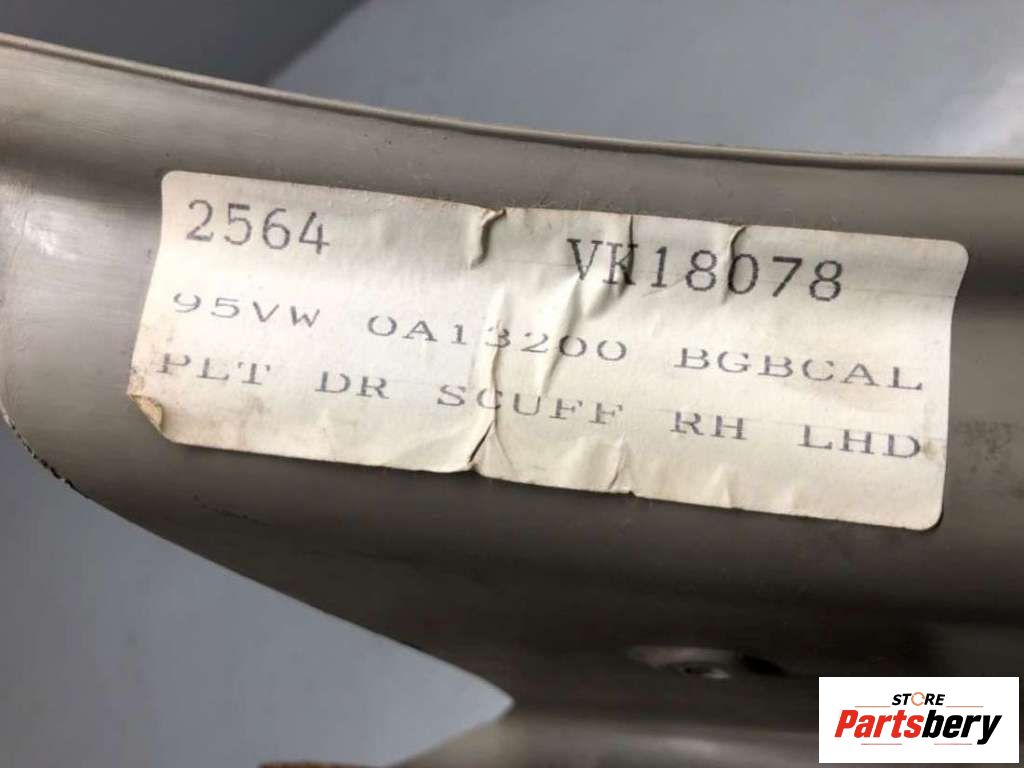 2564 VK18078
95VW 0A13200 BGBCAL
PLT DR SCUFF RH LHD
STORE
Partsbery